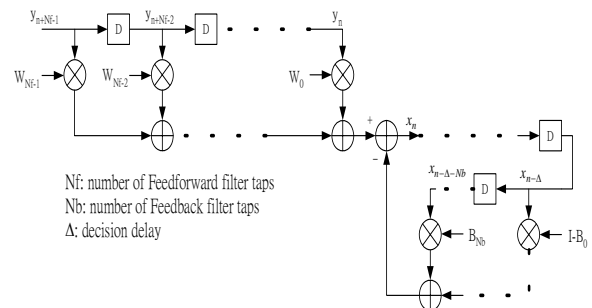 y_{n+Nf-1} D y_{n+Nf-2} D y_n
W_{Nf-1} W_{Nf-2} W_0
+ x_n
− D
Nf: number of Feedforward filter taps
Nb: number of Feedback filter taps
Δ: decision delay
x_{n-Δ-Nb} D x_{n-Δ}
B_{Nb} I-B_0